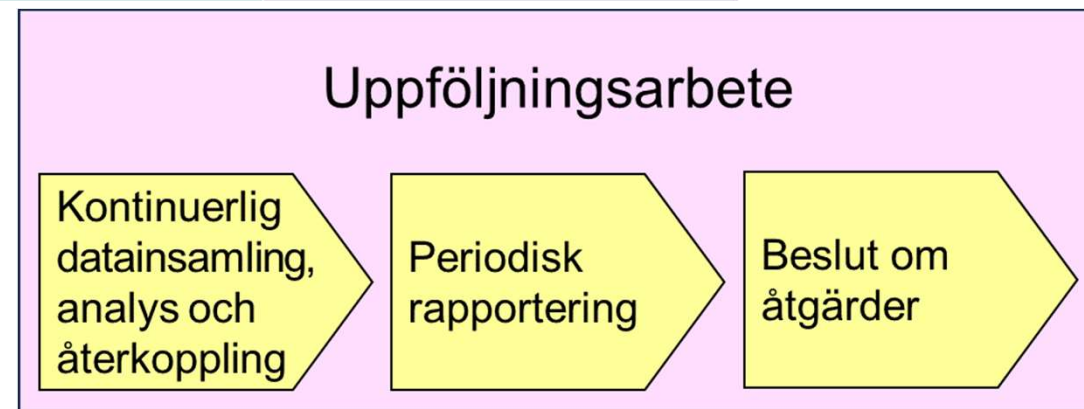 Uppföljningsarbete
Kontinuerlig
datainsamling,
analys och
återkoppling
Periodisk
rapportering
Beslut om
åtgärder